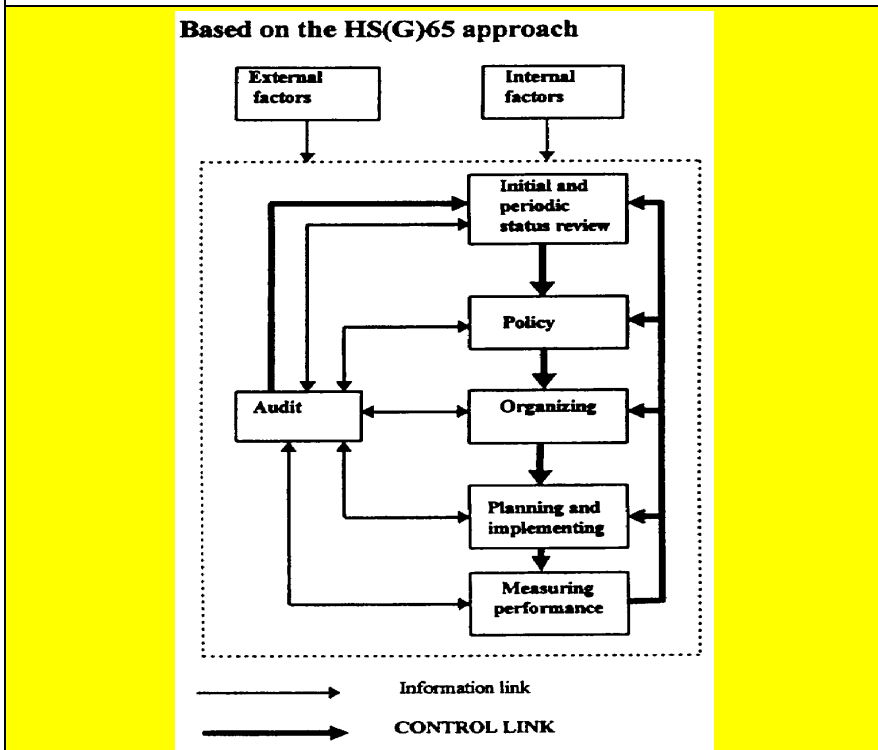 Based on the HS(G)65 approach
External
factors
Internal
factors
Initial and
periodic
status review
Policy
Audit
Organizing
Planning and
implementing
Measuring
performance
Information link
CONTROL LINK